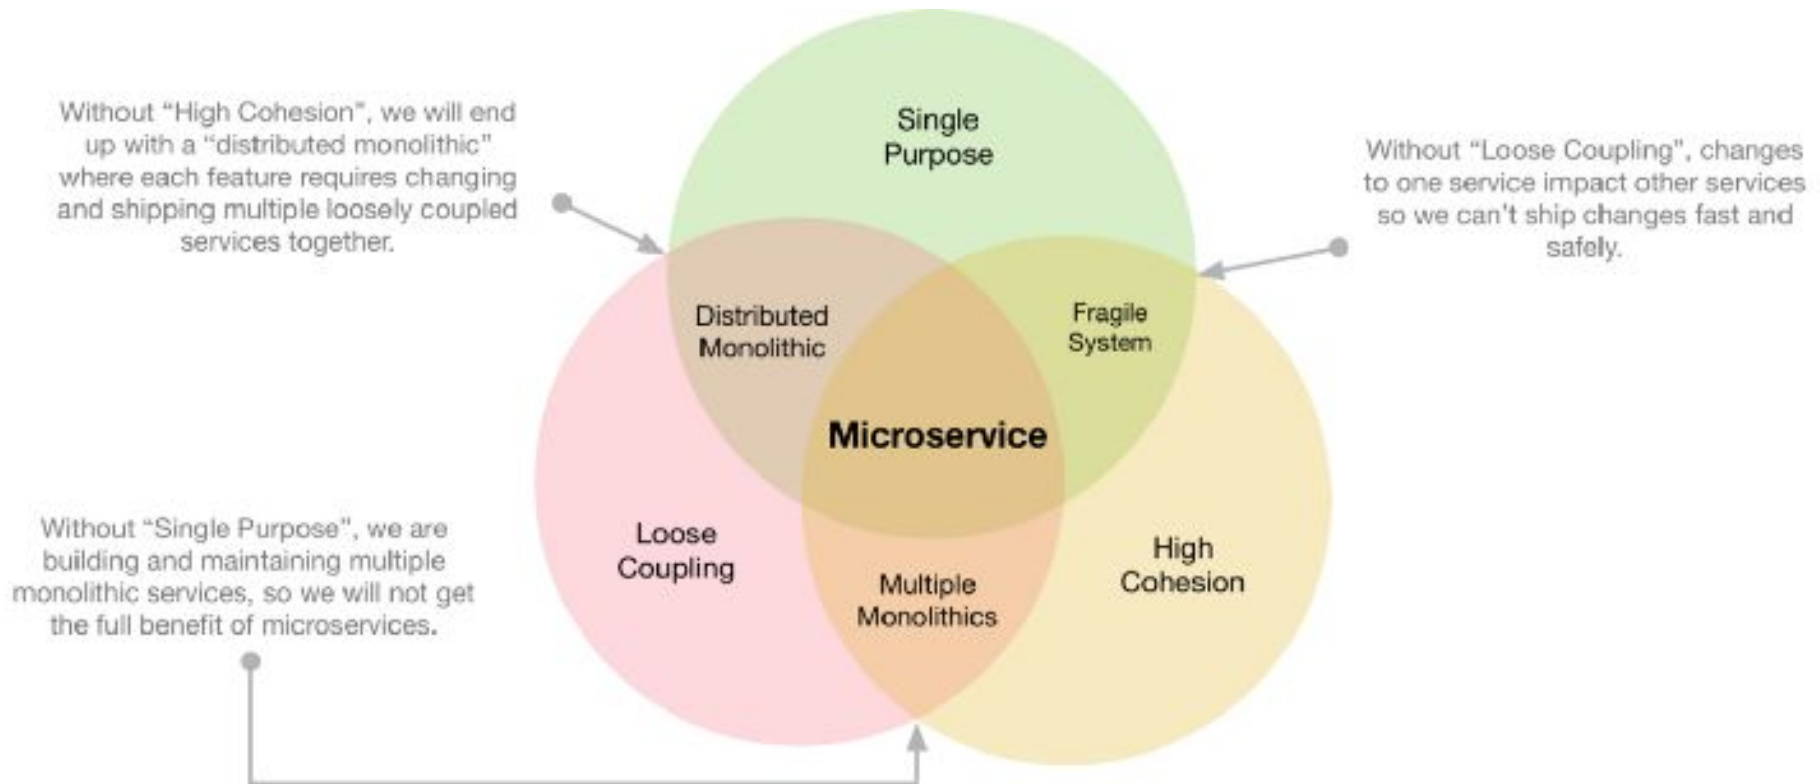 Without “High Cohesion”, we will end
up with a “distributed monolithic”
where each feature requires changing
and shipping multiple loosely coupled
services together.
Single
Purpose
Without “Loose Coupling”, changes
to one service impact other services
so we can't ship changes fast and
safely.
Distributed
Monolithic
Fragile
System
Microservice
Without “Single Purpose”, we are
building and maintaining multiple
monolithic services, so we will not get
the full benefit of microservices.
Loose
Coupling
Multiple
Monolithics
High
Cohesion